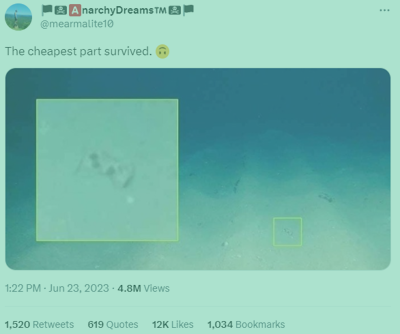 🏴🏴‍☠️🅰️narchyDreams™🏴‍☠️🏴
@mearmalite10
The cheapest part survived. 🙃
1:22 PM · Jun 23, 2023 · 4.8M Views
1,520 Retweets 619 Quotes 12K Likes 1,034 Bookmarks